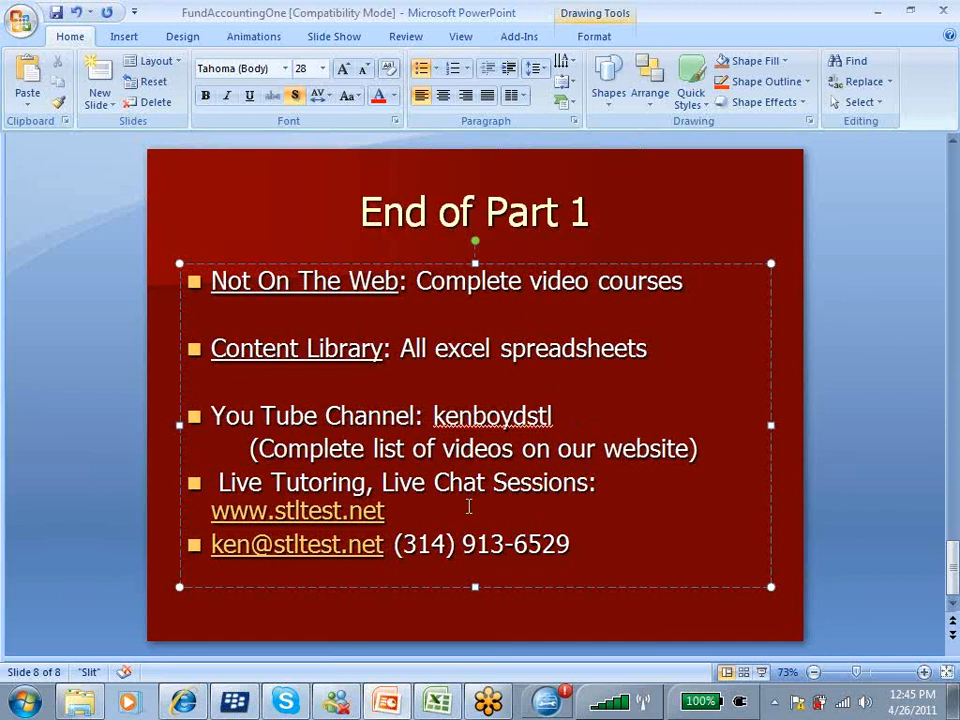 FundAccountingOne [Compatibility Mode] - Microsoft PowerPoint
Drawing Tools
Home Insert Design Animations Slide Show Review View Add-Ins Format
Paste
Clipboard
New Slide
Layout
Reset
Delete
Slides
Tahoma (Body) 28
B I U abc S AV Aa A
Font
Paragraph
Shapes
Arrange
Quick Styles
Shape Fill
Shape Outline
Shape Effects
Drawing
Find
Replace
Select
Editing
End of Part 1
Not On The Web: Complete video courses
Content Library: All excel spreadsheets
You Tube Channel: kenboydstl
(Complete list of videos on our website)
Live Tutoring, Live Chat Sessions:
www.stltest.net
ken@stltest.net (314) 913-6529
Slide 8 of 8 "Slit" 73%
100%
12:45 PM
4/26/2011